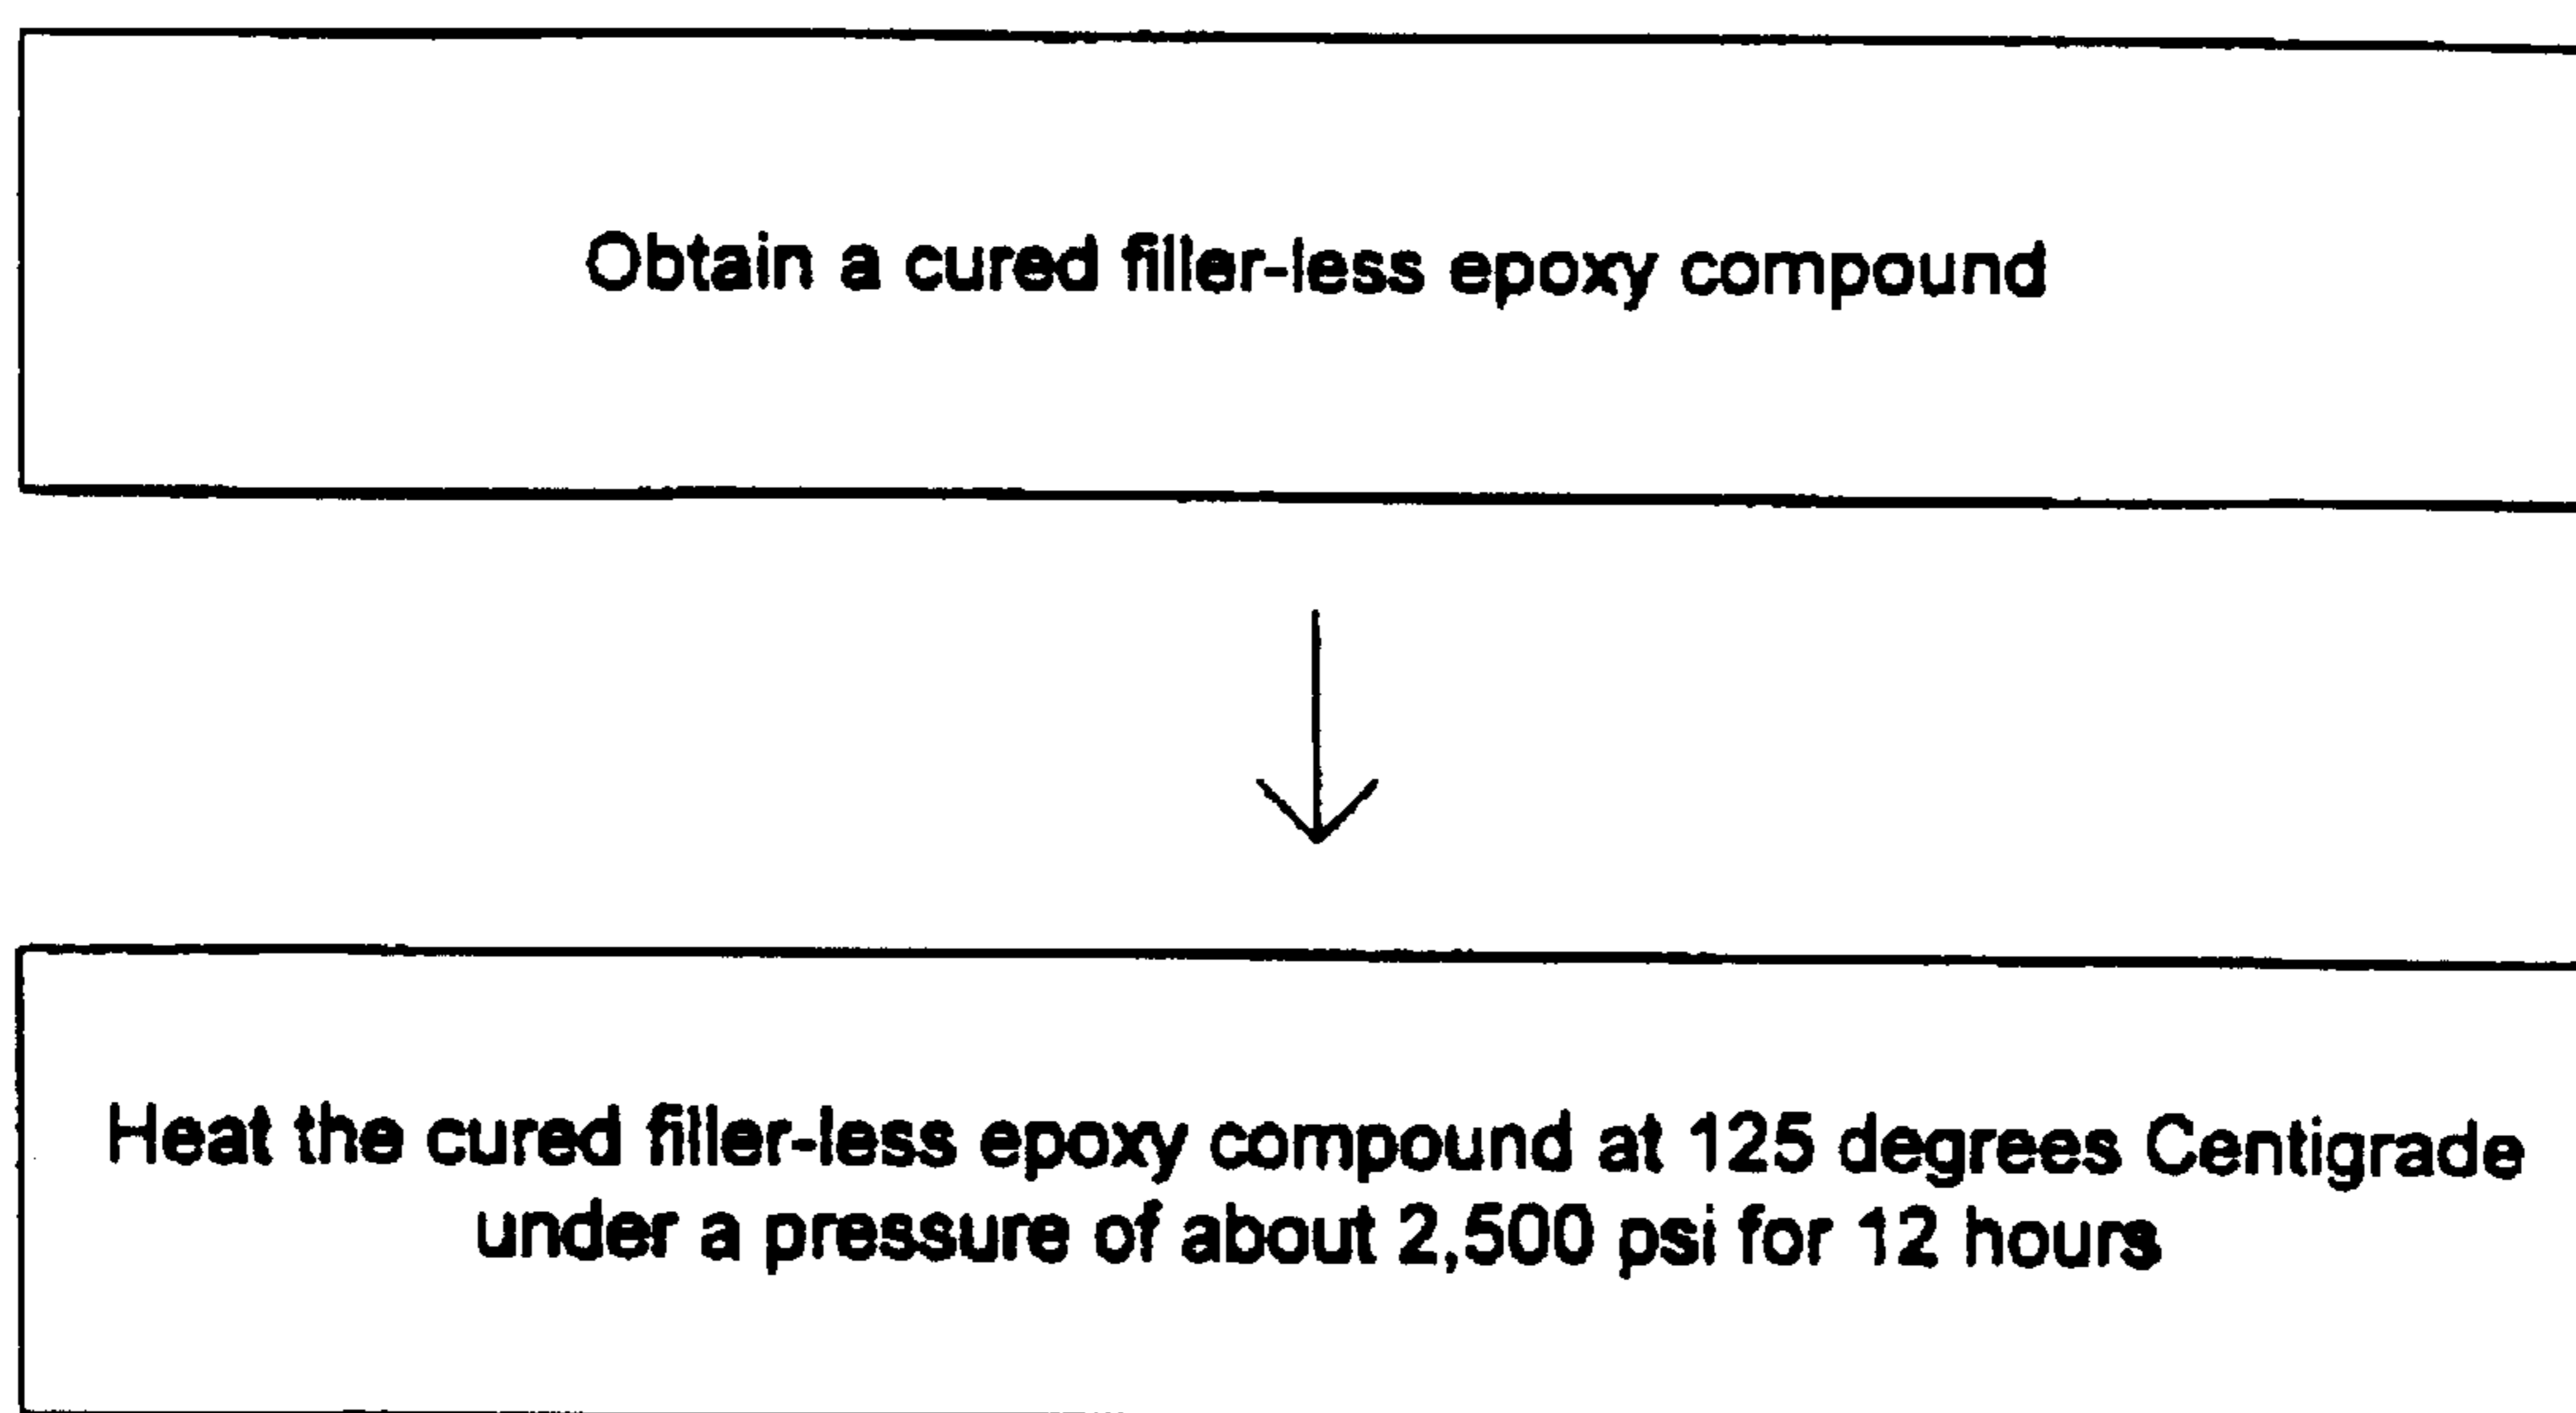 Obtain a cured filler-less epoxy compound
Heat the cured filler-less epoxy compound at 125 degrees Centigrade
under a pressure of about 2,500 psi for 12 hours